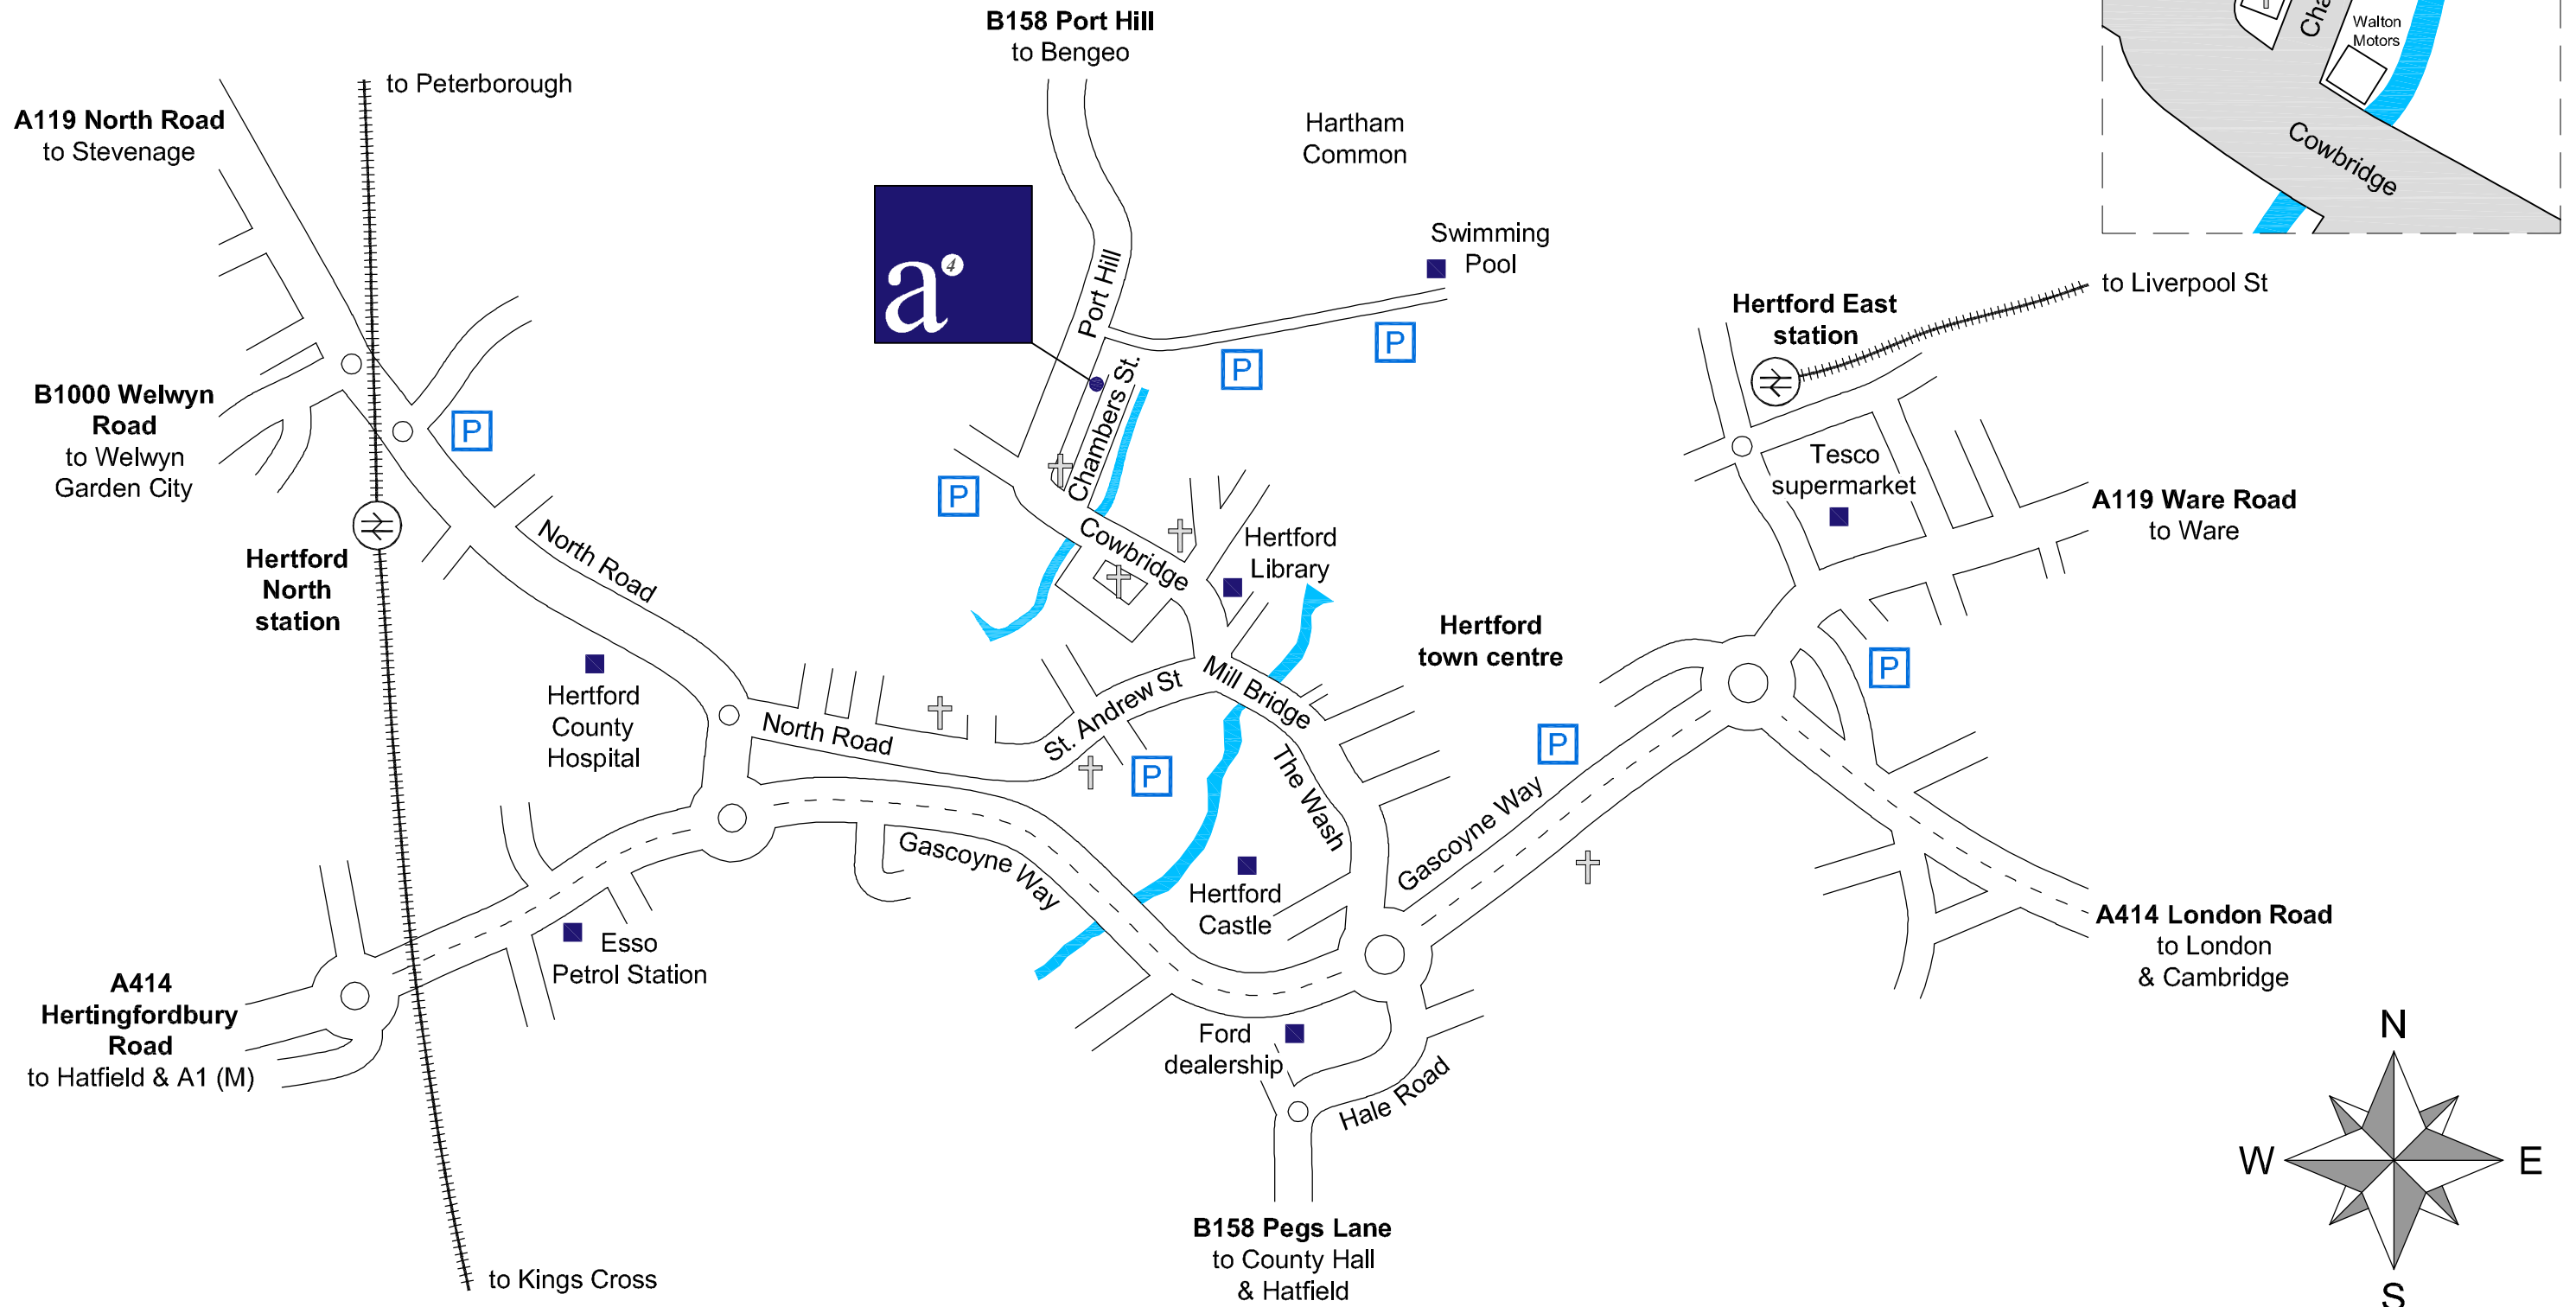 B158 Port Hill
to Bengeo
Walton
Motors
Cowbridge
to Peterborough
A119 North Road
to Stevenage
Hartham
Common
Swimming
Pool
a4
Port Hill
Chambers St.
Hertford East
station
to Liverpool St
B1000 Welwyn
Road
to Welwyn
Garden City
P
P
P
P
Tesco
supermarket
A119 Ware Road
to Ware
Hertford
North
station
North Road
Cowbridge
Hertford
Library
Hertford
town centre
P
Hertford
County
Hospital
North Road
St. Andrew St
Mill Bridge
P
P
The Wash
Gascoyne Way
Gascoyne Way
Hertford
Castle
Esso
Petrol Station
A414 London Road
to London
& Cambridge
A414
Hertingfordbury
Road
to Hatfield & A1 (M)
Ford
dealership
Hale Road
B158 Pegs Lane
to County Hall
& Hatfield
to Kings Cross
N
W
E
S